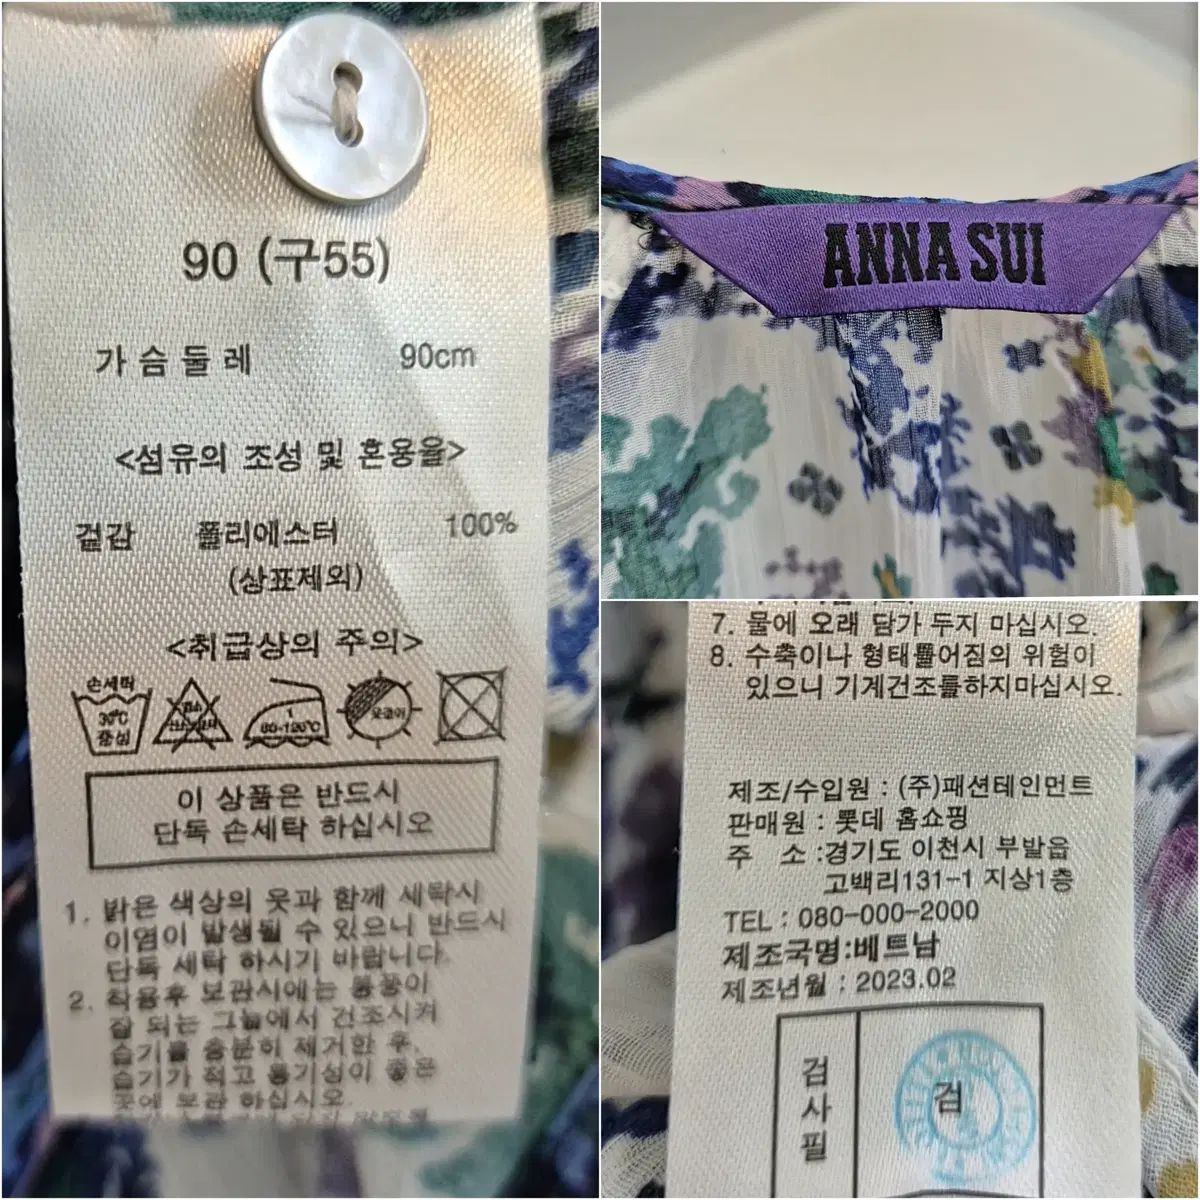 90 (구55)
가 슴 둘 레 90cm
<섬유의 조성 및 혼용율>
겉감 폴리에스터 100%
(상표제외)
<취급상의 주의>
손세탁
30℃
중성
80-120℃
옷걸이
이 상품은 반드시
단독 손세탁 하십시오
1. 밝은 색상의 옷과 함께 세탁시
이염이 발생될 수 있으니 반드시
단독 세탁 하시기 바랍니다.
2. 착용후 보관시에는 통풍이
잘 되는 그늘에서 건조시켜
습기를 충분히 제거한 후,
습기가 적고 통기성이 좋은
곳에 보관 하십시오.
ANNA SUI
7. 물에 오래 담가 두지 마십시오.
8. 수축이나 형태틀어짐의 위험이
있으니 기계건조를하지마십시오.
제조/수입원 : (주)패션테인먼트
판매원 : 롯데 홈쇼핑
주 소 :경기도 이천시 부발읍
고백리131-1 지상1층
TEL : 080-000-2000
제조국명:베트남
제조년월 : 2023.02
검사필
검